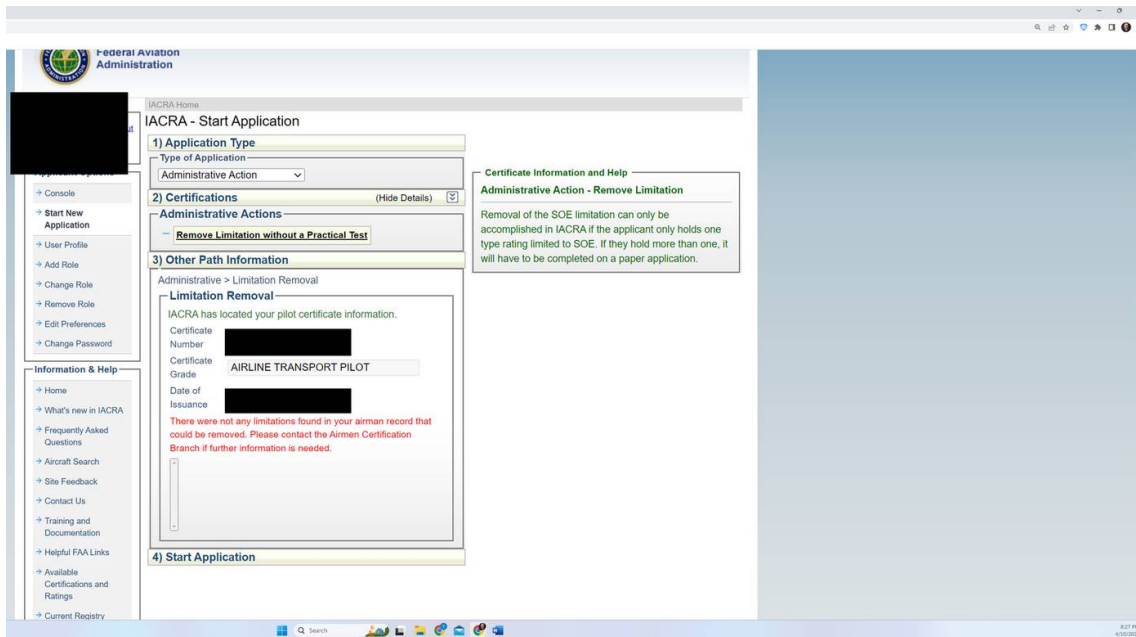 Federal Aviation
Administration
IACRA Home
IACRA - Start Application
1) Application Type
Type of Application
Administrative Action
2) Certifications (Hide Details)
Administrative Actions
Remove Limitation without a Practical Test
3) Other Path Information
Administrative > Limitation Removal
Limitation Removal
IACRA has located your pilot certificate information.
Certificate
Number
Certificate
Grade
AIRLINE TRANSPORT PILOT
Date of
Issuance
There were not any limitations found in your airman record that
could be removed. Please contact the Airmen Certification
Branch if further information is needed.
4) Start Application
Certificate Information and Help
Administrative Action - Remove Limitation
Removal of the SOE limitation can only be
accomplished in IACRA if the applicant only holds one
type rating limited to SOE. If they hold more than one, it
will have to be completed on a paper application.
Console
Start New
Application
User Profile
Add Role
Change Role
Remove Role
Edit Preferences
Change Password
Information & Help
Home
What's new in IACRA
Frequently Asked
Questions
Aircraft Search
Site Feedback
Contact Us
Training and
Documentation
Helpful FAA Links
Available
Certifications and
Ratings
Current Registry
Search